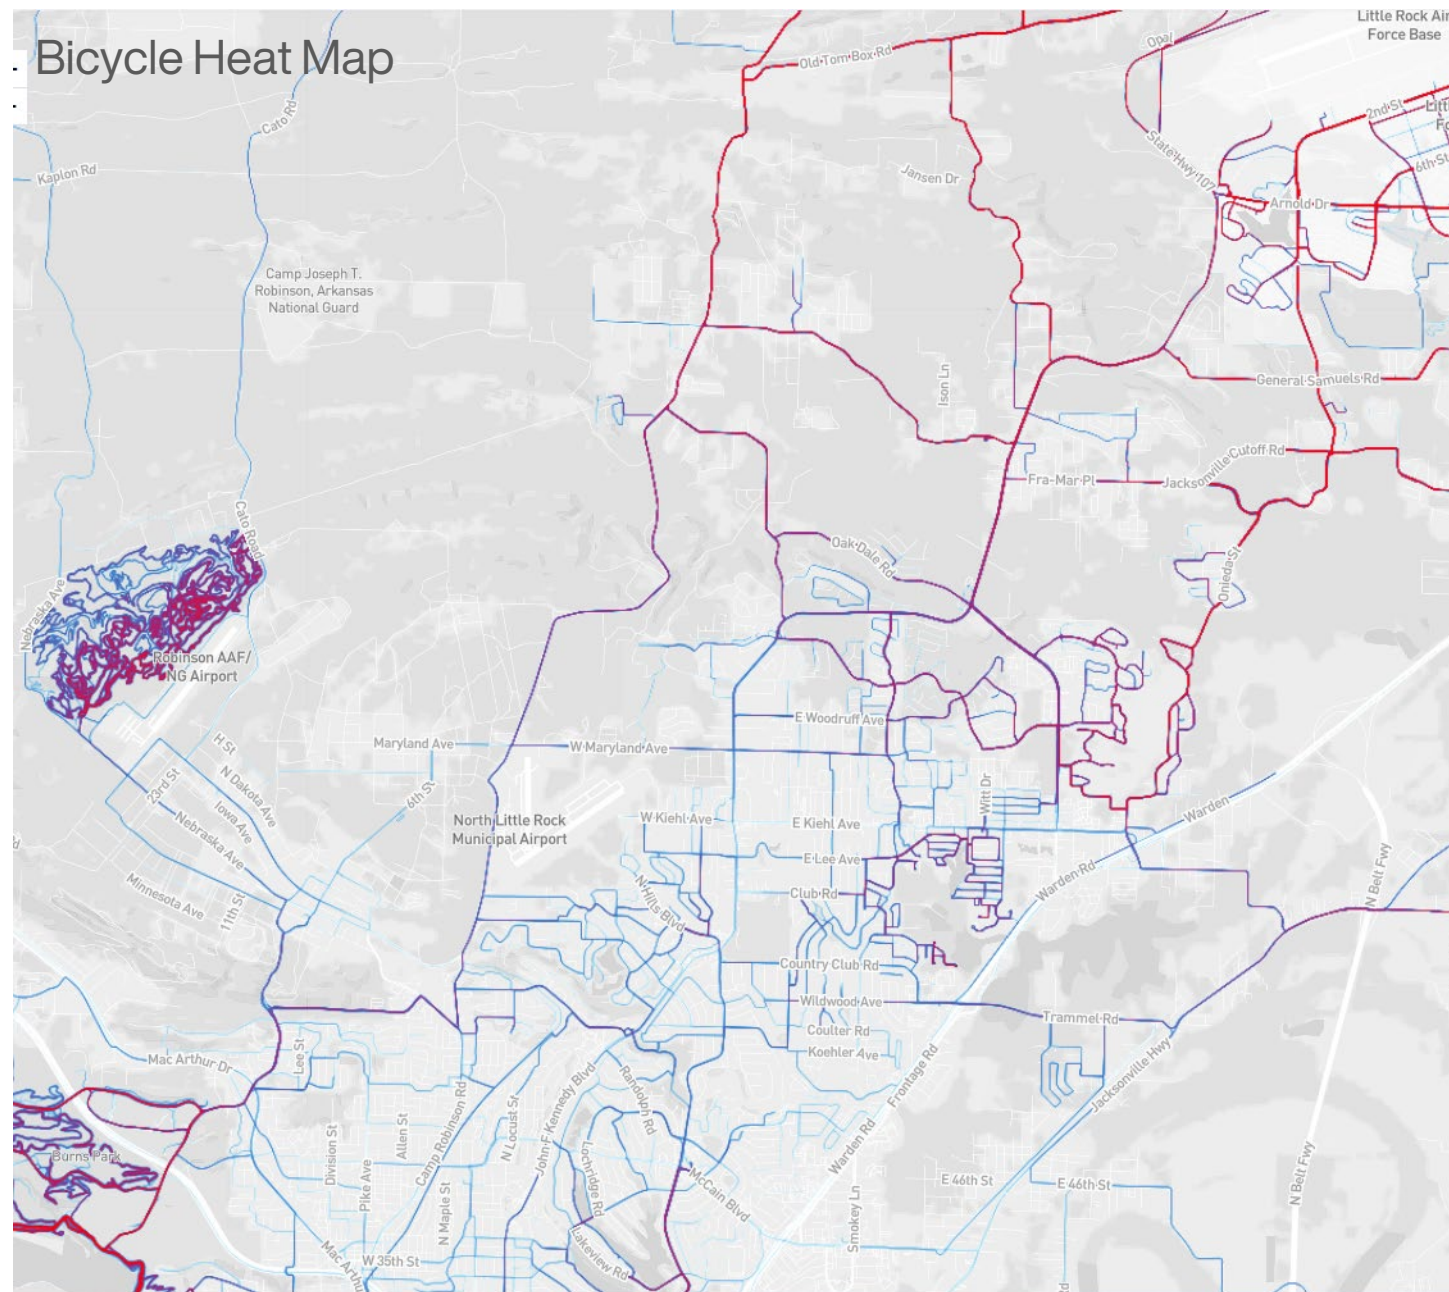 Bicycle Heat Map
Little Rock Air
Force Base
Opal
Old Tom Box Rd
2nd St
Cato Rd
State Hwy 107
6th St
Kaplon Rd
Jansen Dr
Arnold Dr
Camp Joseph T.
Robinson, Arkansas
National Guard
Ison Ln
General Samuels Rd
Jacksonville Cutoff Rd
Fra-Mar Pl
Cato Road
Oak Dale Rd
Onieda St
Nebraska Ave
Robinson AAF/
NG Airport
E Woodruff Ave
H St
Maryland Ave
W Maryland Ave
N Dakota Ave
23rd St
6th St
Witt Dr
Iowa Ave
North Little Rock
Municipal Airport
W Kiehl Ave
E Kiehl Ave
Warden
Nebraska Ave
E Lee Ave
Warden Rd
N Belt Fwy
Minnesota Ave
11th St
Club Rd
N Hills Blvd
Country Club Rd
Wildwood Ave
Trammel Rd
Coulter Rd
Lee St
Koehler Ave
Mac Arthur Dr
Frontage Rd
Jacksonville Hwy
Randolph Rd
John F Kennedy Blvd
Camp Robinson Rd
N Locust St
Allen St
Division St
Burns Park
Warden Rd
Lochridge Rd
Pike Ave
McCain Blvd
E 46th St
E 46th St
N Belt Fwy
N Maple St
Smokey Ln
Lakeview Rd
W 35th St
Mac Arthu